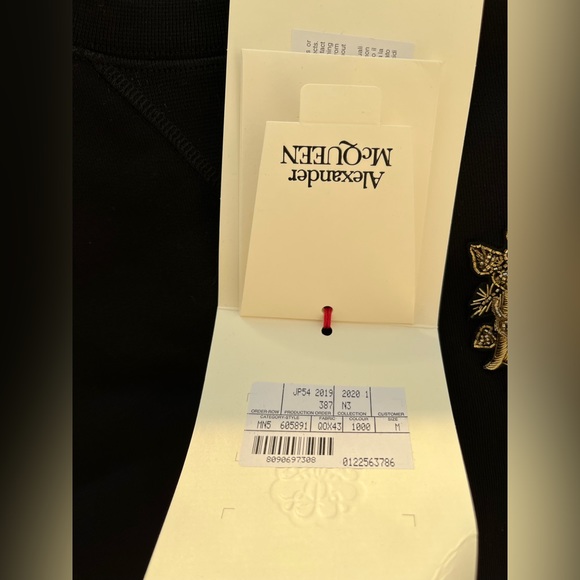 Alexander
McQUEEN
JP54 2019 2020 1
387 N3
ORDER ROW PRODUCTION ORDER COLLECTION CUSTOMER
CATEGORY-STYLE FABRIC COLOUR SIZE
MN5 605891 QOX43 1000 M
8090697308 0122563786